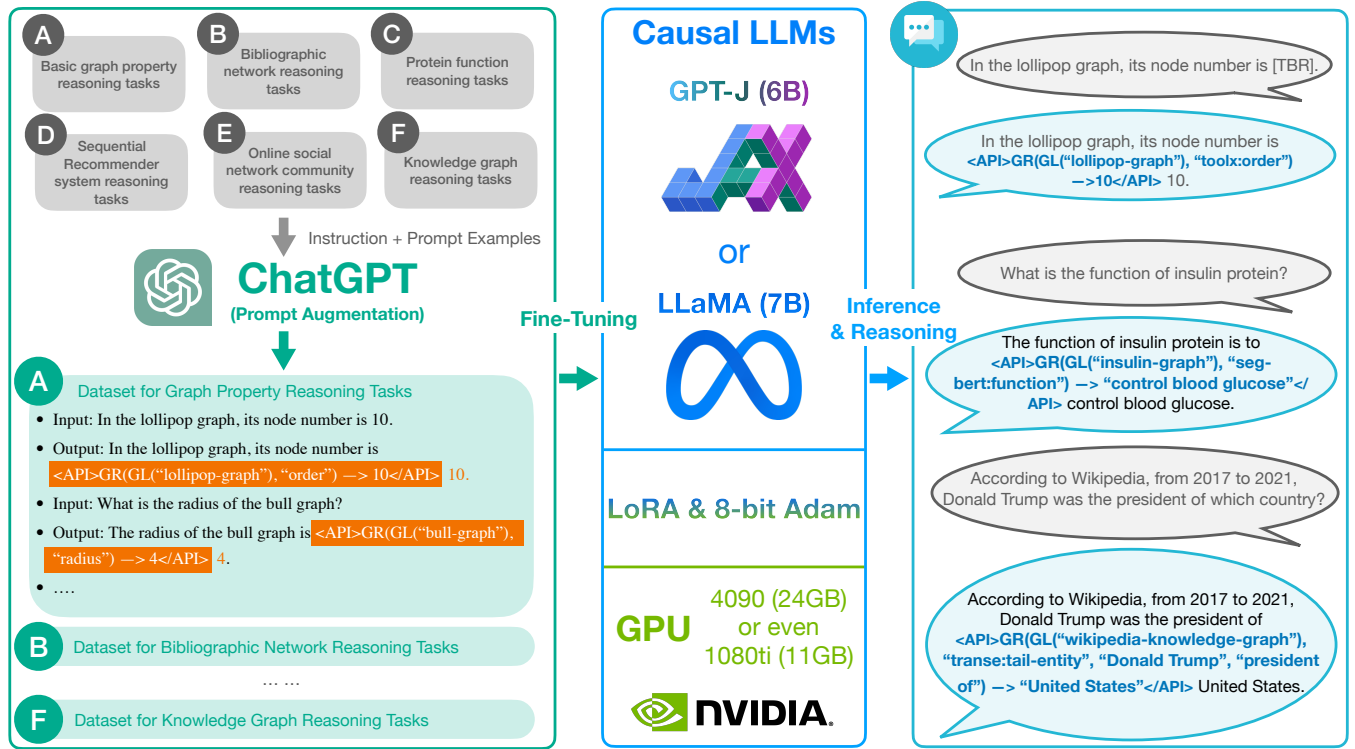 A
Basic graph property
reasoning tasks
B
Bibliographic
network reasoning
tasks
C
Protein function
reasoning tasks
D
Sequential
Recommender
system reasoning
tasks
E
Online social
network community
reasoning tasks
F
Knowledge graph
reasoning tasks
Instruction + Prompt Examples
ChatGPT
(Prompt Augmentation)
A
Dataset for Graph Property Reasoning Tasks
• Input: In the lollipop graph, its node number is 10.
• Output: In the lollipop graph, its node number is
<API>GR(GL(“lollipop-graph”), “order”) —> 10</API> 10.
• Input: What is the radius of the bull graph?
• Output: The radius of the bull graph is <API>GR(GL(“bull-graph”),
“radius”) —> 4</API> 4.
• ….
B
Dataset for Bibliographic Network Reasoning Tasks
... ...
F
Dataset for Knowledge Graph Reasoning Tasks
Fine-Tuning
Causal LLMs
GPT-J (6B)
JAX
or
LLaMA (7B)
LoRA & 8-bit Adam
GPU
4090 (24GB)
or even
1080ti (11GB)
NVIDIA.
Inference
& Reasoning
In the lollipop graph, its node number is [TBR].
In the lollipop graph, its node number is
<API>GR(GL(“lollipop-graph”), “toolx:order”)
—>10</API> 10.
What is the function of insulin protein?
The function of insulin protein is to
<API>GR(GL(“insulin-graph”), “seg-
bert:function”) —> “control blood glucose”</
API> control blood glucose.
According to Wikipedia, from 2017 to 2021,
Donald Trump was the president of which country?
According to Wikipedia, from 2017 to 2021,
Donald Trump was the president of
<API>GR(GL(“wikipedia-knowledge-graph”),
“transe:tail-entity”, “Donald Trump”, “president
of”) —> “United States”</API> United States.